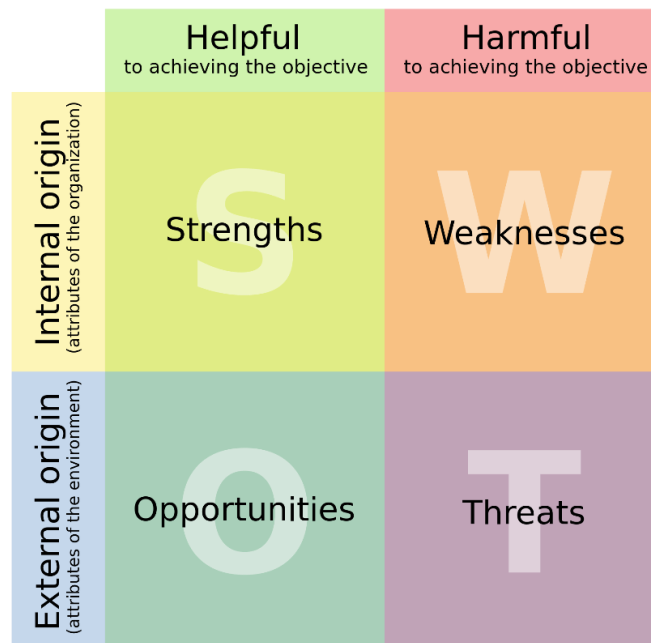 Helpful
to achieving the objective
Harmful
to achieving the objective
Internal origin
(attributes of the organization)
S
Strengths
W
Weaknesses
External origin
(attributes of the environment)
O
Opportunities
T
Threats